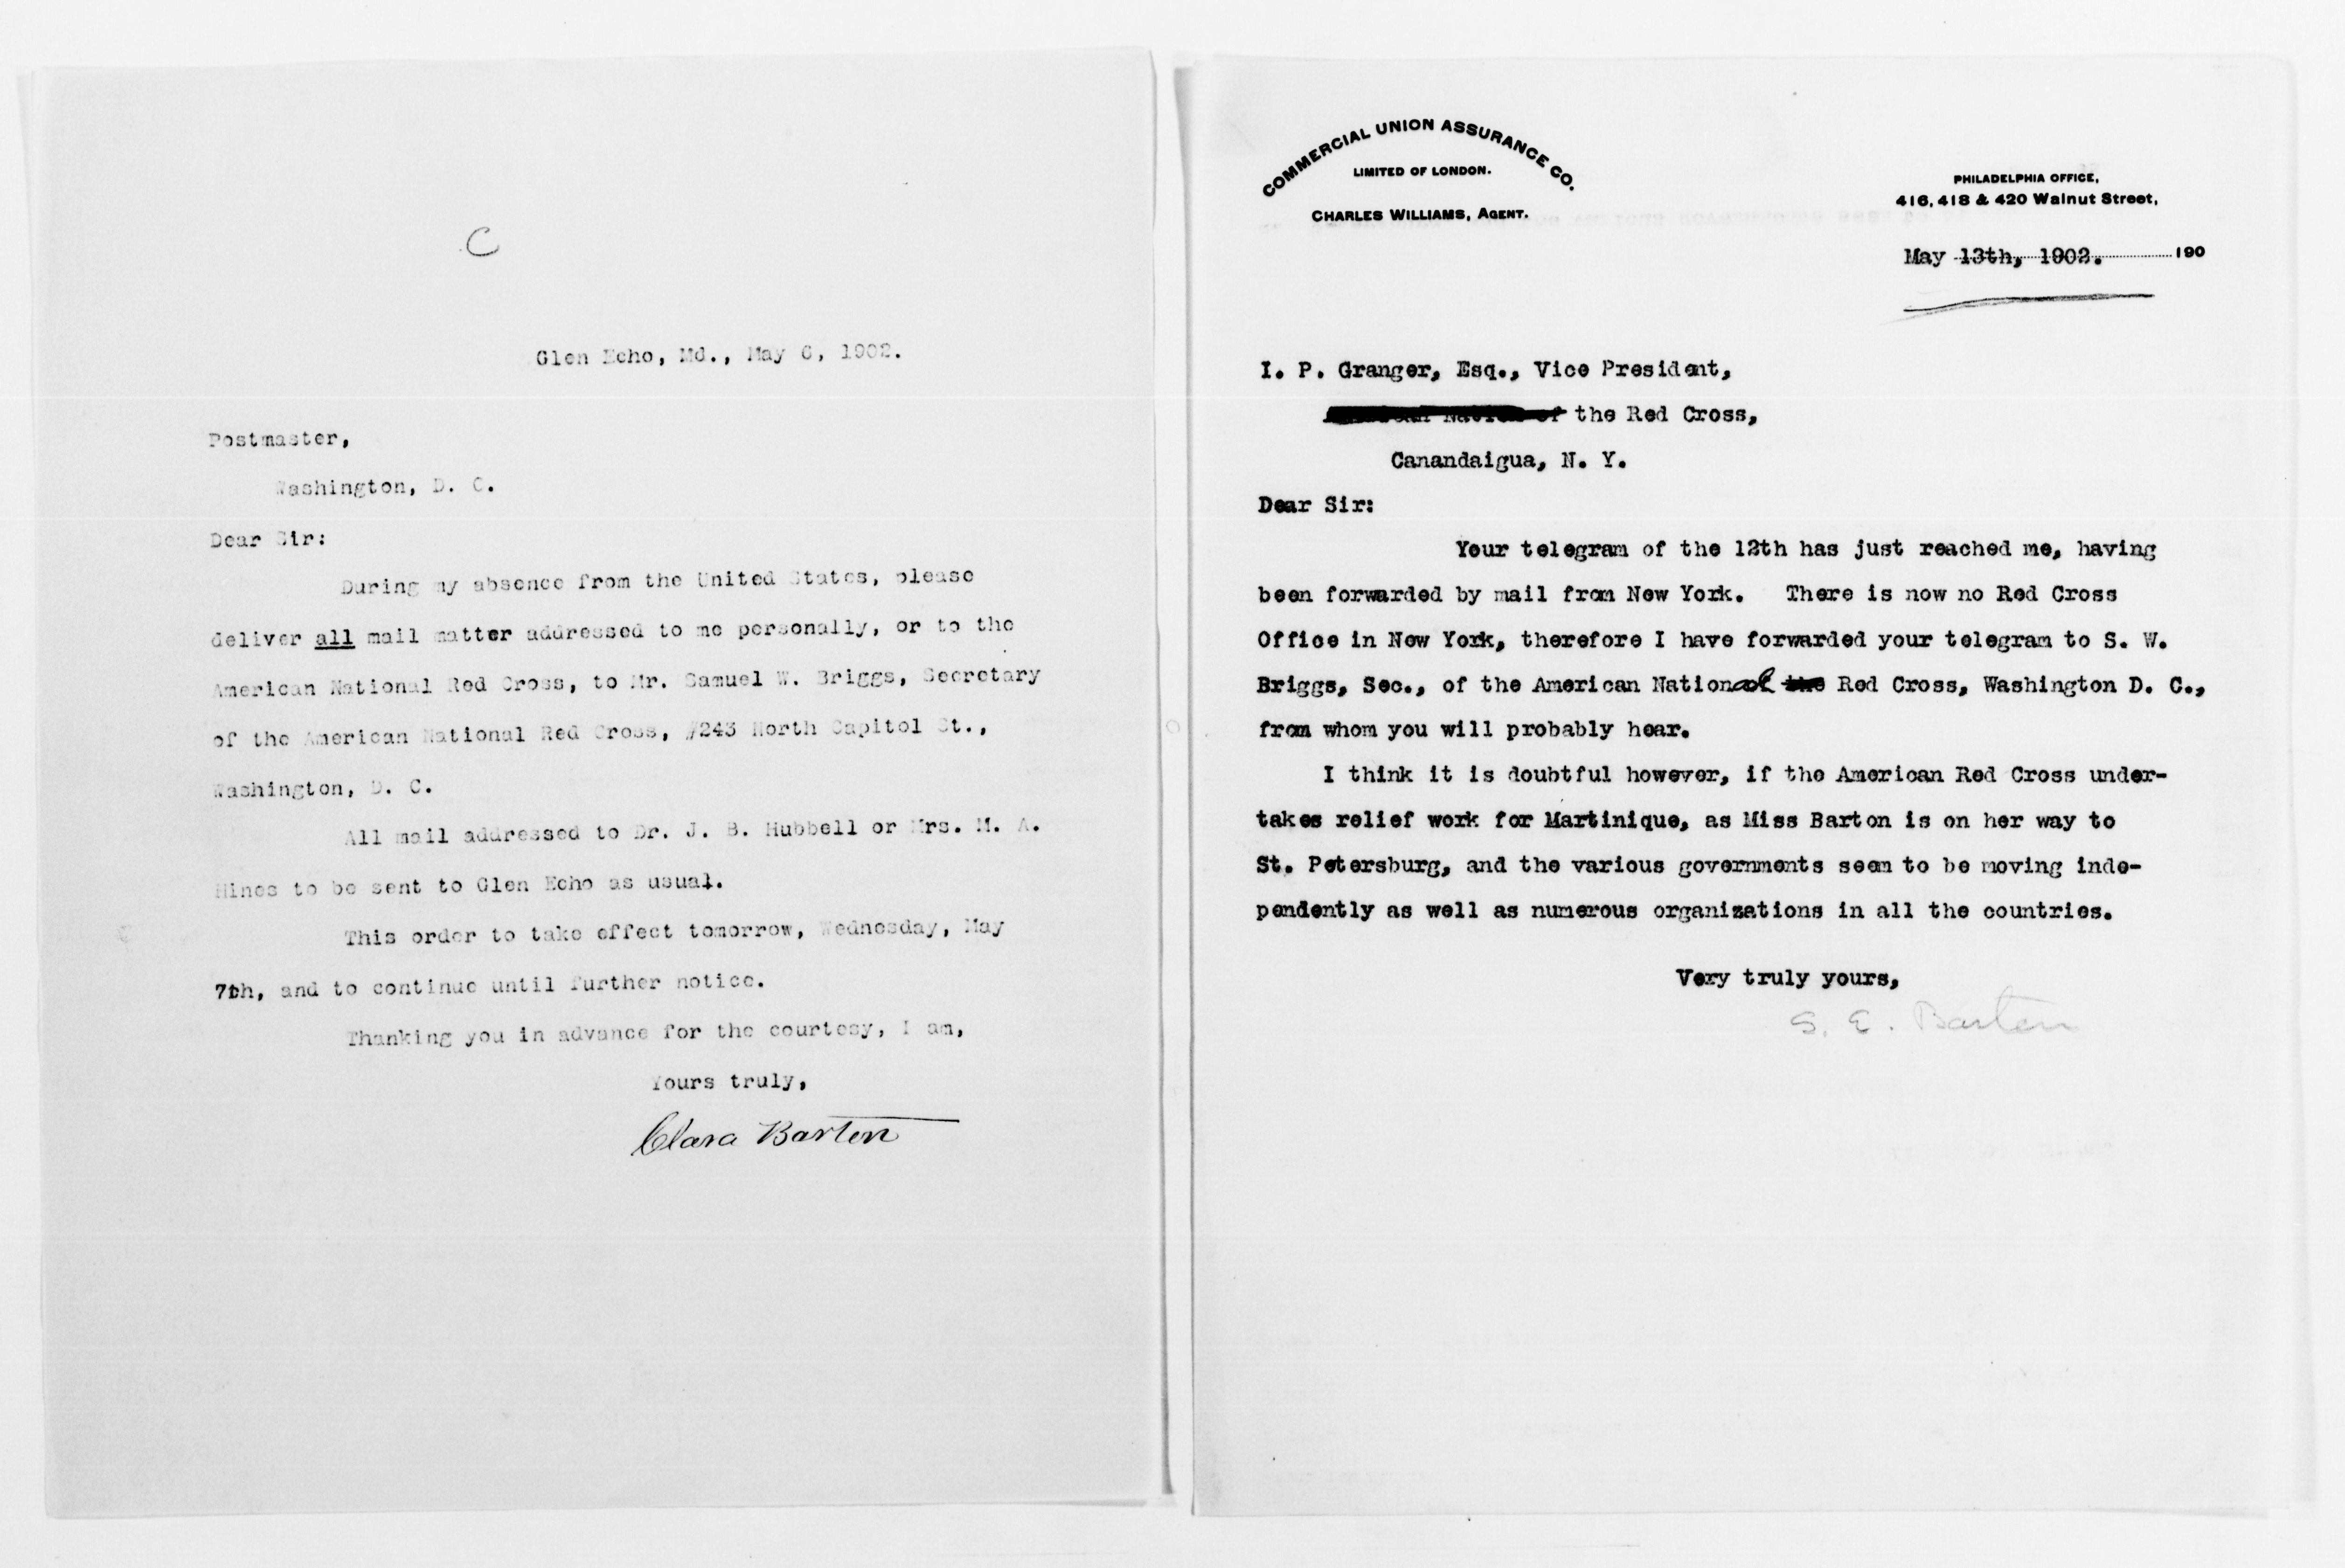 C
Glen Echo, Md., May 6, 1902.
Postmaster,
Washington, D. C.
Dear Sir:
During my absence from the United States, please
deliver all mail matter addressed to me personally, or to the
American National Red Cross, to Mr. Samuel W. Briggs, Secretary
of the American National Red Cross, #243 North Capitol St.,
Washington, D. C.
All mail addressed to Dr. J. B. Hubbell or Mrs. M. A.
Hines to be sent to Glen Echo as usual.
This order to take effect tomorrow, Wednesday, May
7th, and to continue until further notice.
Thanking you in advance for the courtesy, I am,
Yours truly,
Clara Barton
COMMERCIAL UNION ASSURANCE CO.
LIMITED OF LONDON.
CHARLES WILLIAMS, AGENT.
PHILADELPHIA OFFICE,
416, 418 & 420 Walnut Street,
May 13th, 1902. 190
I. P. Granger, Esq., Vice President,
of the Red Cross,
Canandaigua, N. Y.
Dear Sir:
Your telegram of the 12th has just reached me, having
been forwarded by mail from New York. There is now no Red Cross
Office in New York, therefore I have forwarded your telegram to S. W.
Briggs, Sec., of the American National the Red Cross, Washington D. C.,
from whom you will probably hear.
I think it is doubtful however, if the American Red Cross under-
takes relief work for Martinique, as Miss Barton is on her way to
St. Petersburg, and the various governments seem to be moving inde-
pendently as well as numerous organizations in all the countries.
Very truly yours,
S. E. Barton